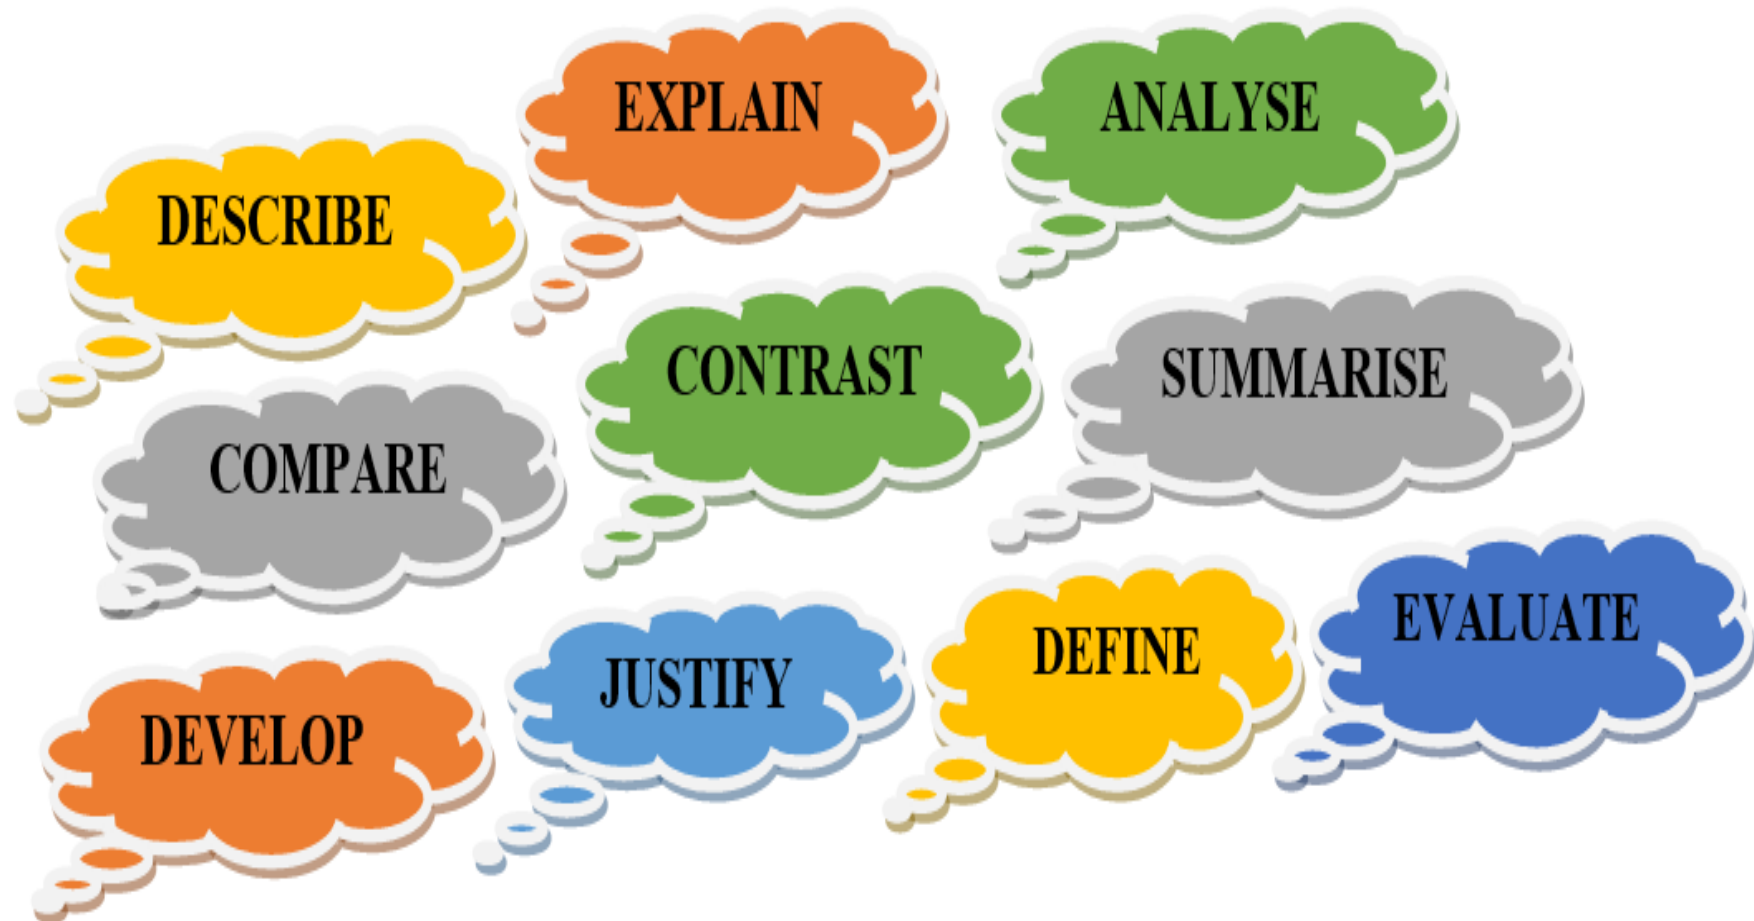 EXPLAIN
ANALYSE
DESCRIBE
CONTRAST
SUMMARISE
COMPARE
EVALUATE
JUSTIFY
DEFINE
DEVELOP